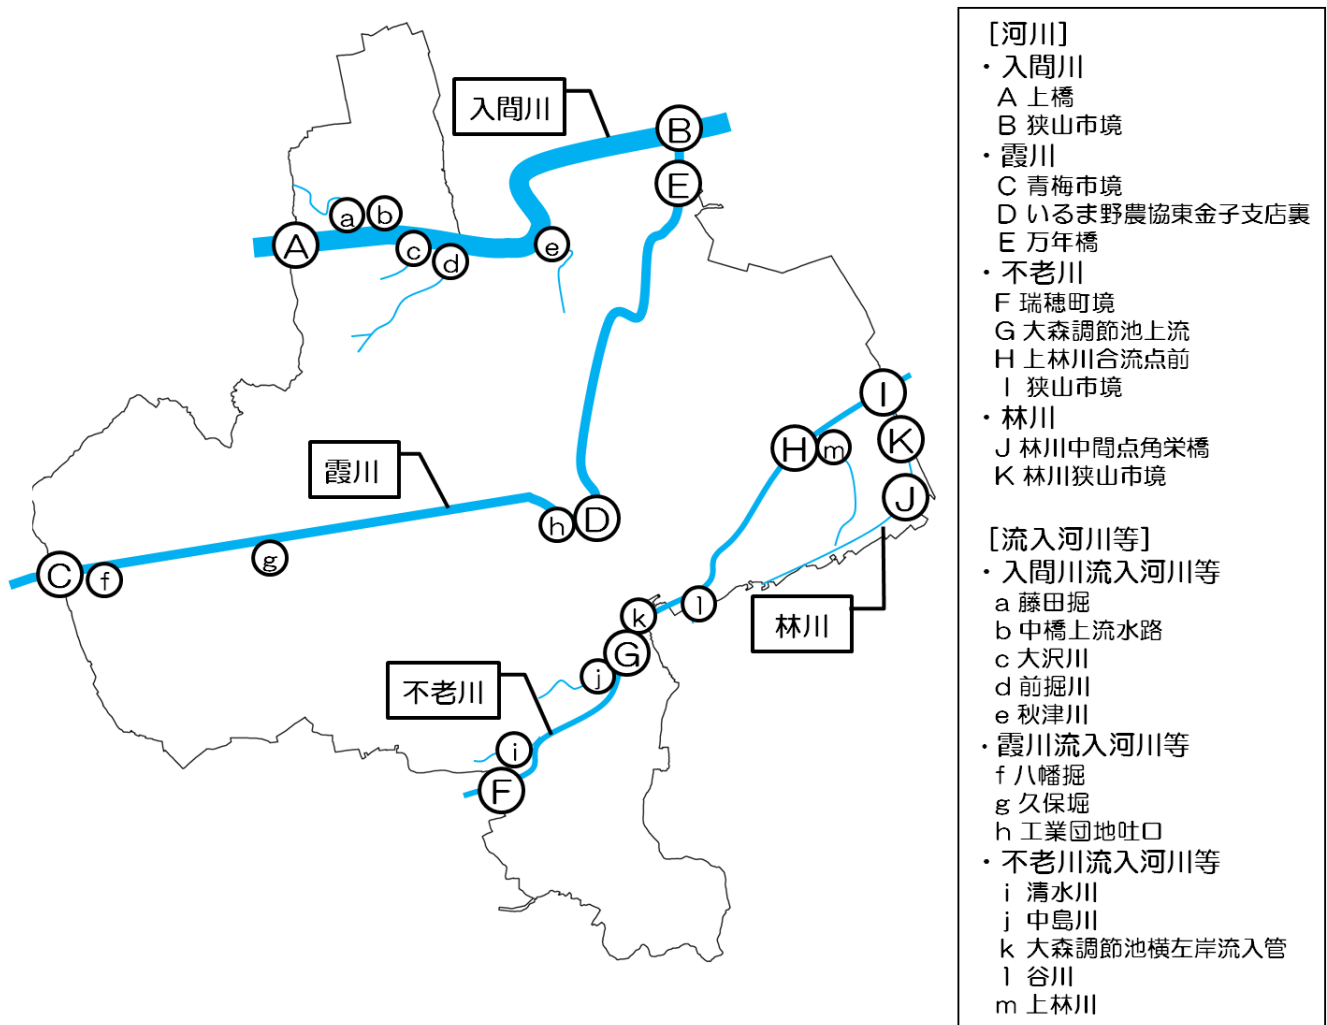 入間川
B
E
A
a
b
c
d
e
I
H
m
K
J
霞川
h
D
g
C
f
l
k
林川
G
j
不老川
i
F
[河川]
・入間川
A 上橋
B 狭山市境
・霞川
C 青梅市境
D いるま野農協東金子支店裏
E 万年橋
・不老川
F 瑞穂町境
G 大森調節池上流
H 上林川合流点前
I 狭山市境
・林川
J 林川中間点角栄橋
K 林川狭山市境
[流入河川等]
・入間川流入河川等
a 藤田堀
b 中橋上流水路
c 大沢川
d 前堀川
e 秋津川
・霞川流入河川等
f 八幡堀
g 久保堀
h 工業団地吐口
・不老川流入河川等
i 清水川
j 中島川
k 大森調節池横左岸流入管
l 谷川
m 上林川